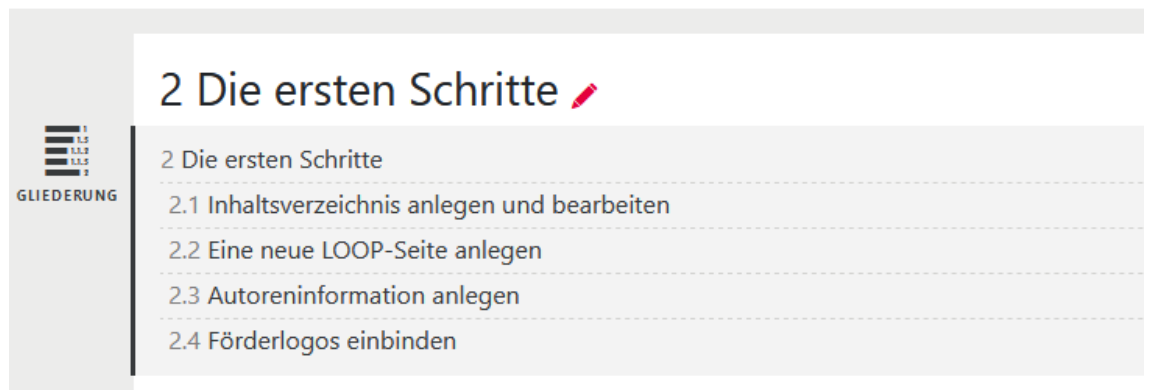 2 Die ersten Schritte
GLIEDERUNG
2 Die ersten Schritte
2.1 Inhaltsverzeichnis anlegen und bearbeiten
2.2 Eine neue LOOP-Seite anlegen
2.3 Autoreninformation anlegen
2.4 Förderlogos einbinden